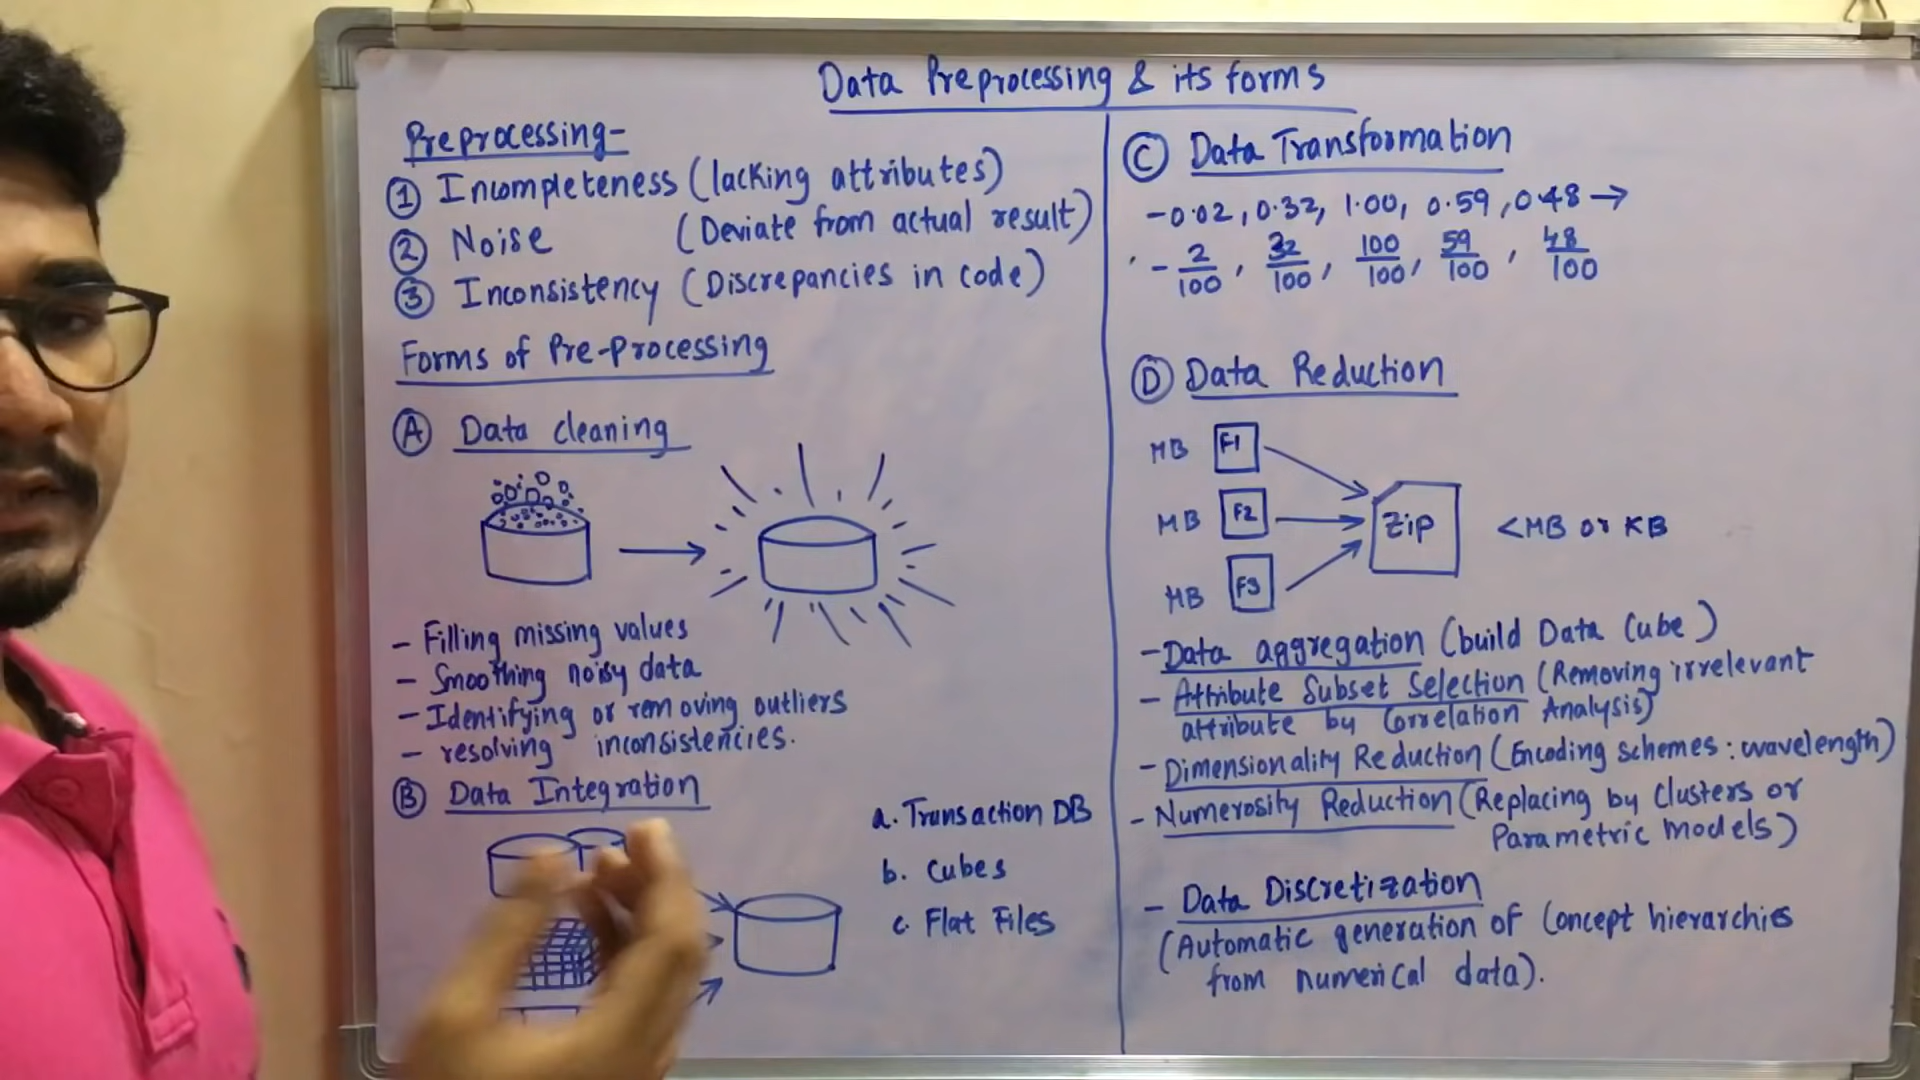 Data Preprocessing & its forms
Preprocessing-
① Incompleteness (lacking attributes)
② Noise (Deviate from actual result)
③ Inconsistency (Discrepancies in code)
Forms of Pre-processing
Ⓐ Data cleaning
- Filling missing values
- Smoothing noisy data
- Identifying or removing outliers
- resolving inconsistencies.
Ⓑ Data Integration
a. Transaction DB
b. Cubes
c. Flat Files
Ⓒ Data Transformation
-0.02, 0.32, 1.00, 0.59, 0.48 →
- 2/100, 32/100, 100/100, 59/100, 48/100
Ⓓ Data Reduction
MB F1
MB F2
MB F3
Zip
<MB or KB
- Data aggregation (build Data Cube)
- Attribute Subset Selection (Removing irrelevant
attribute by Correlation Analysis)
- Dimensionality Reduction (Encoding schemes: wavelength)
- Numerosity Reduction (Replacing by Clusters or
Parametric models)
- Data Discretization
(Automatic generation of Concept hierarchies
from numerical data).